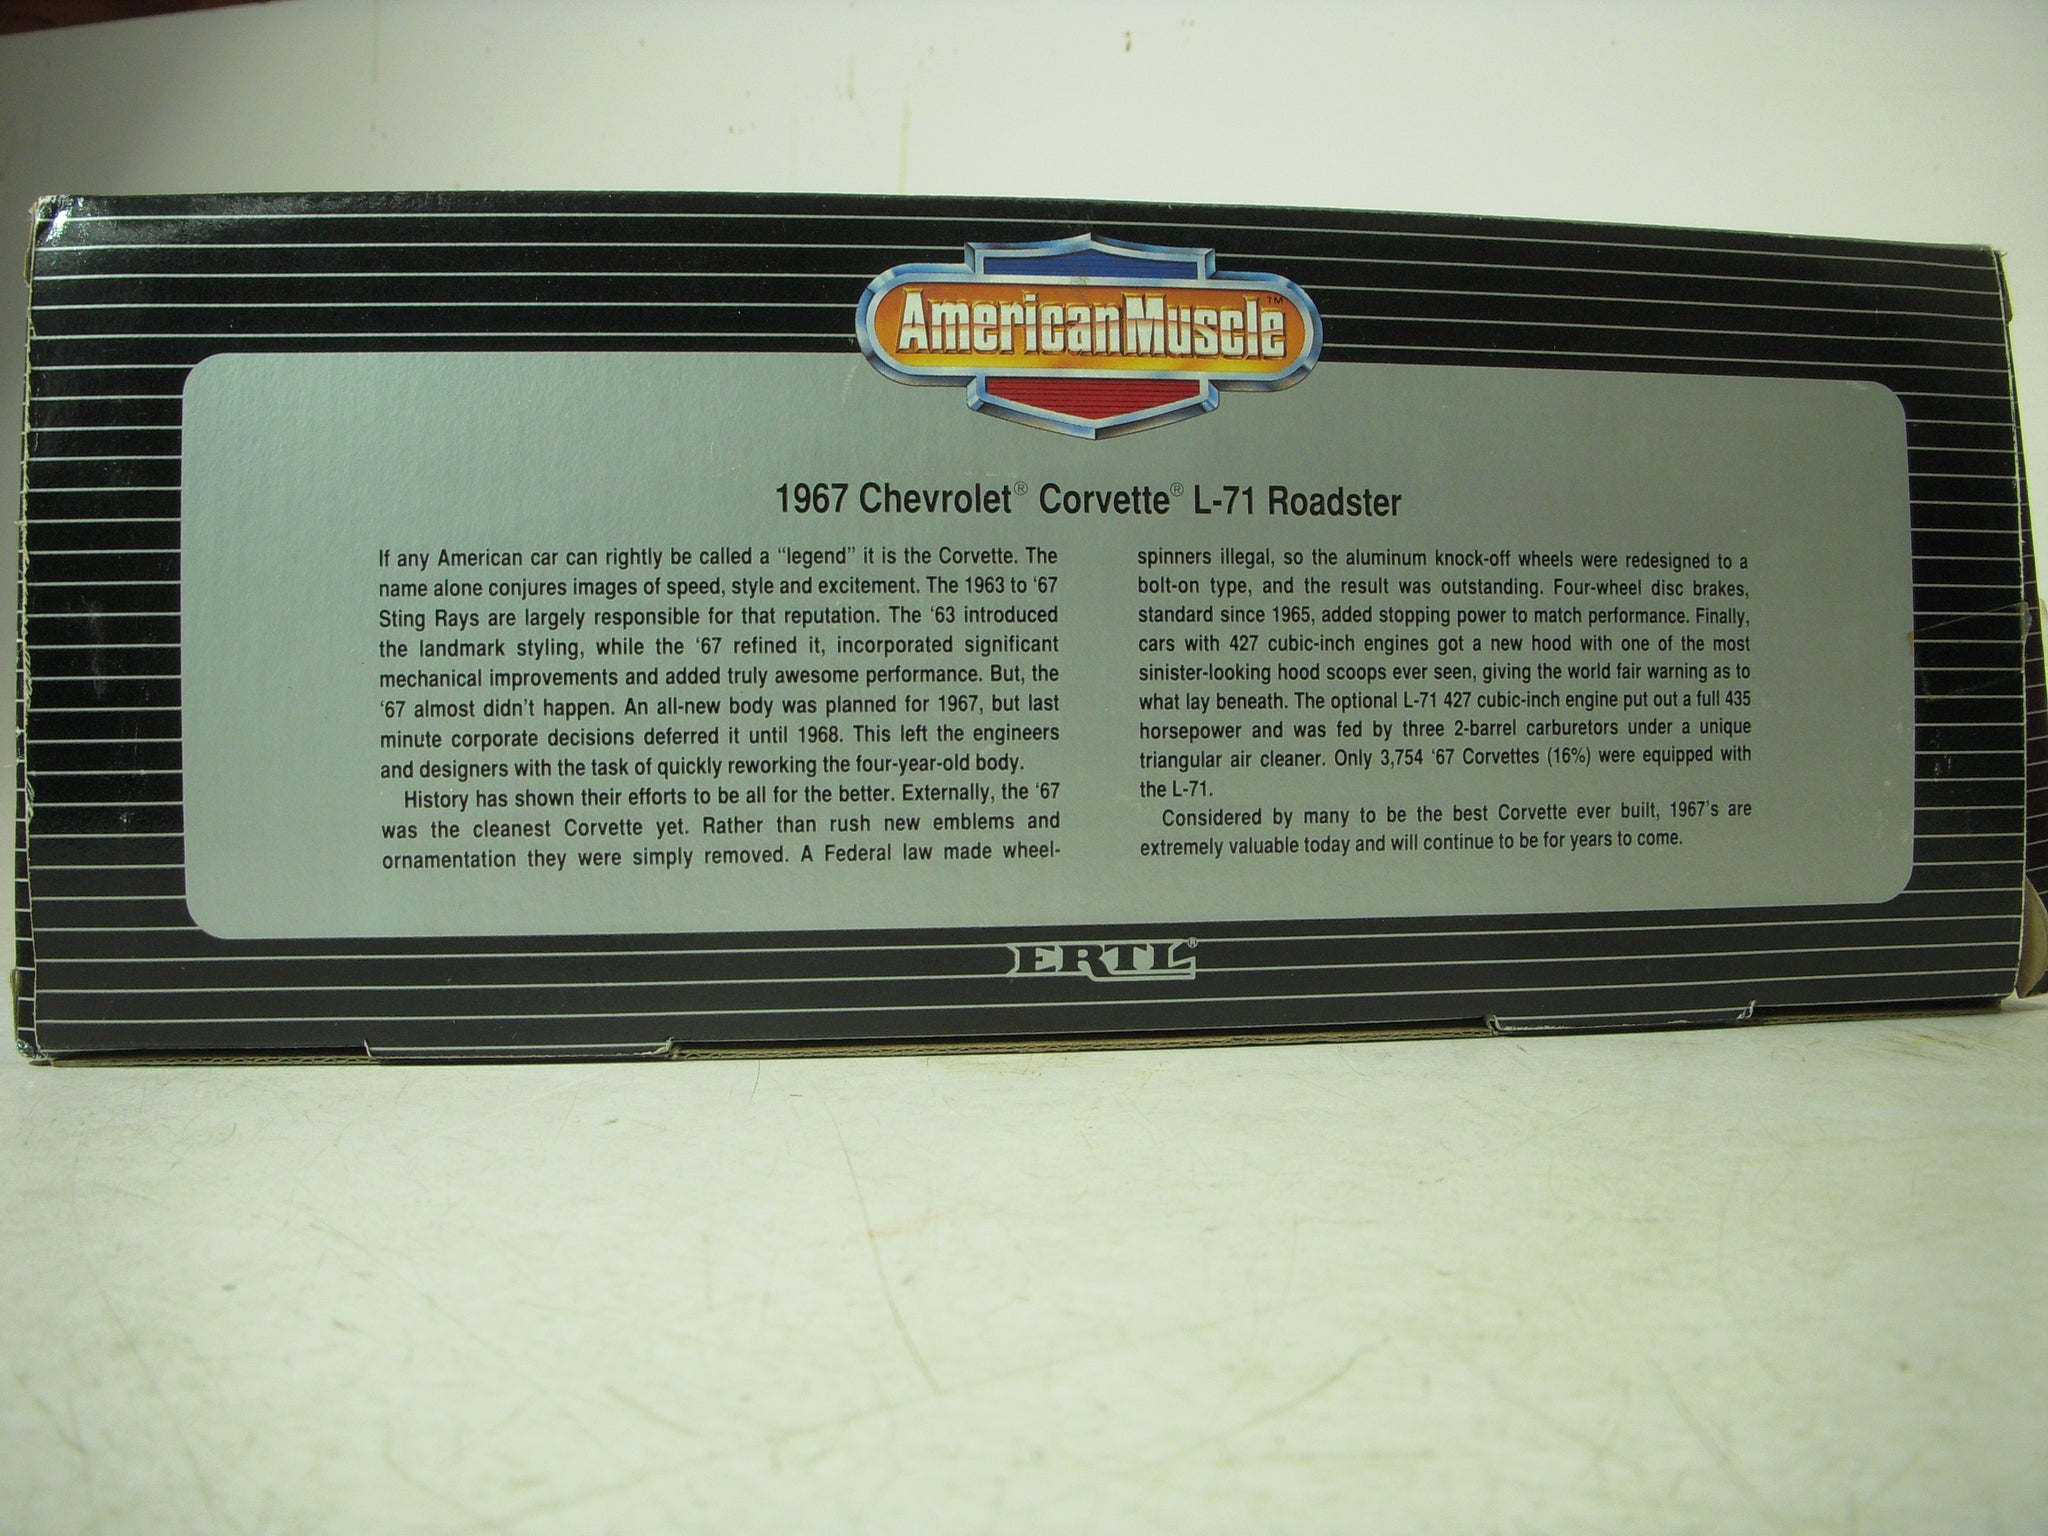 AmericanMuscle™
1967 Chevrolet® Corvette® L-71 Roadster
If any American car can rightly be called a “legend” it is the Corvette. The
name alone conjures images of speed, style and excitement. The 1963 to ‘67
Sting Rays are largely responsible for that reputation. The ‘63 introduced
the landmark styling, while the ‘67 refined it, incorporated significant
mechanical improvements and added truly awesome performance. But, the
‘67 almost didn’t happen. An all-new body was planned for 1967, but last
minute corporate decisions deferred it until 1968. This left the engineers
and designers with the task of quickly reworking the four-year-old body.
History has shown their efforts to be all for the better. Externally, the ‘67
was the cleanest Corvette yet. Rather than rush new emblems and
ornamentation they were simply removed. A Federal law made wheel-
spinners illegal, so the aluminum knock-off wheels were redesigned to a
bolt-on type, and the result was outstanding. Four-wheel disc brakes,
standard since 1965, added stopping power to match performance. Finally,
cars with 427 cubic-inch engines got a new hood with one of the most
sinister-looking hood scoops ever seen, giving the world fair warning as to
what lay beneath. The optional L-71 427 cubic-inch engine put out a full 435
horsepower and was fed by three 2-barrel carburetors under a unique
triangular air cleaner. Only 3,754 ‘67 Corvettes (16%) were equipped with
the L-71.
Considered by many to be the best Corvette ever built, 1967’s are
extremely valuable today and will continue to be for years to come.
ERTL®